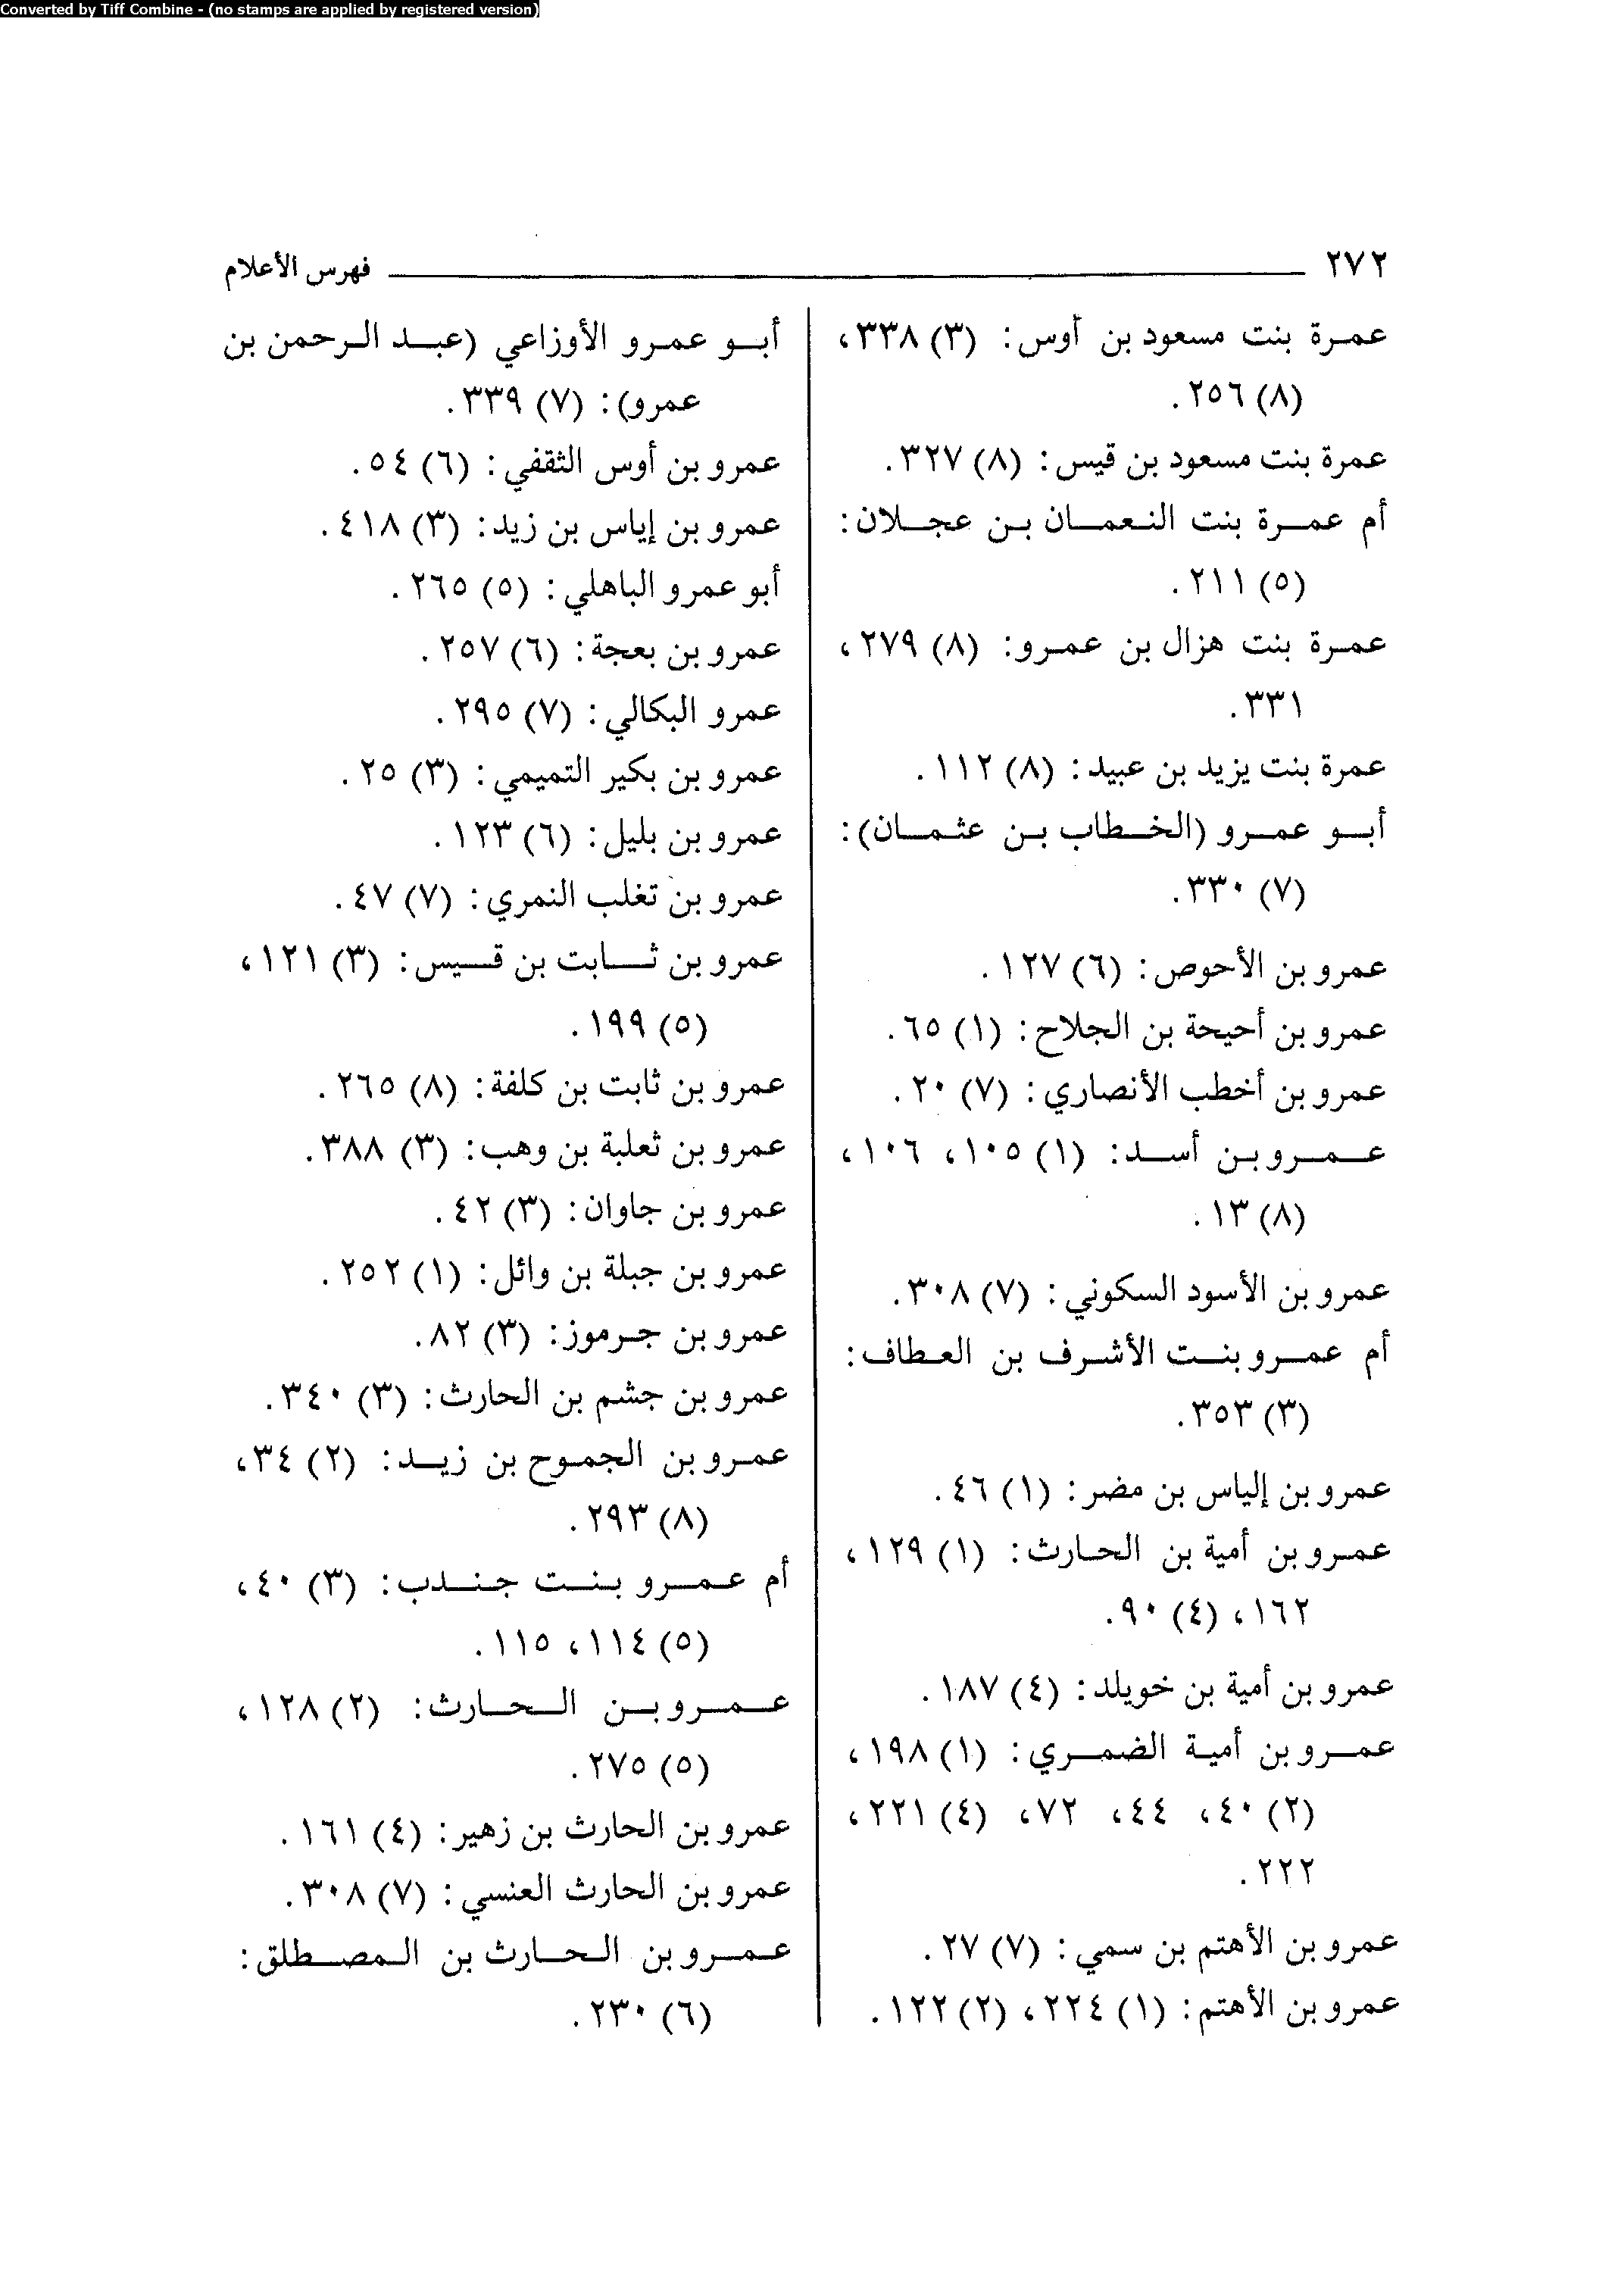 Converted by Tiff Combine - (no stamps are applied by registered version)
٢٧٢ فهرس الأعلام
عمرة بنت مسعود بن أوس: (٣) ٣٣٨،
(٨) ٢٥٦.
عمرة بنت مسعود بن قيس: (٨) ٣٢٧.
أم عمرة بنت النعمان بن عجلان:
(٥) ٢١١.
عمرة بنت هزال بن عمرو: (٨) ٢٧٩،
٣٣١.
عمرة بنت يزيد بن عبيد: (٨) ١١٢.
أبو عمرو (الخطاب بن عثمان):
(٧) ٣٣٠.
عمرو بن الأحوص: (٦) ١٢٧.
عمرو بن أحيحة بن الجلاح: (١) ٦٥.
عمرو بن أخطب الأنصاري: (٧) ٢٠.
عمرو بن أسد: (١) ١٠٥، ١٠٦،
(٨) ١٣.
عمرو بن الأسود السكوني: (٧) ٣٠٨.
أم عمرو بنت الأشرف بن العطاف:
(٣) ٣٥٣.
عمرو بن إلياس بن مضر: (١) ٤٦.
عمرو بن أمية بن الحارث: (١) ١٢٩،
١٦٢، (٤) ٩٠.
عمرو بن أمية بن خويلد: (٤) ١٨٧.
عمرو بن أمية الضمري: (١) ١٩٨،
(٢) ٤٠، ٤٤، ٧٢، (٤) ٢٢١،
٢٢٢.
عمرو بن الأهتم بن سمي: (٧) ٢٧.
عمرو بن الأهتم: (١) ٢٢٤، (٢) ١٢٢.
أبو عمرو الأوزاعي (عبد الرحمن بن
عمرو): (٧) ٣٣٩.
عمرو بن أوس الثقفي: (٦) ٥٤.
عمرو بن إياس بن زيد: (٣) ٤١٨.
أبو عمرو الباهلي: (٥) ٢٦٥.
عمرو بن بعجة: (٦) ٢٥٧.
عمرو البكالي: (٧) ٢٩٥.
عمرو بن بكير التميمي: (٣) ٢٥.
عمرو بن بليل: (٦) ١٢٣.
عمرو بن تغلب النمري: (٧) ٤٧.
عمرو بن ثابت بن قيس: (٣) ١٢١،
(٥) ١٩٩.
عمرو بن ثابت بن كلفة: (٨) ٢٦٥.
عمرو بن ثعلبة بن وهب: (٣) ٣٨٨.
عمرو بن جاوان: (٣) ٤٢.
عمرو بن جبلة بن وائل: (١) ٢٥٢.
عمرو بن جرموز: (٣) ٨٢.
عمرو بن جشم بن الحارث: (٣) ٣٤٠.
عمرو بن الجموح بن زيد: (٢) ٣٤،
(٨) ٢٩٣.
أم عمرو بنت جندب: (٣) ٤٠،
(٥) ١١٤، ١١٥.
عمرو بن الحارث: (٢) ١٢٨،
(٥) ٢٧٥.
عمرو بن الحارث بن زهير: (٤) ١٦١.
عمرو بن الحارث العنسي: (٧) ٣٠٨.
عمرو بن الحارث بن المصطلق:
(٦) ٢٣٠.